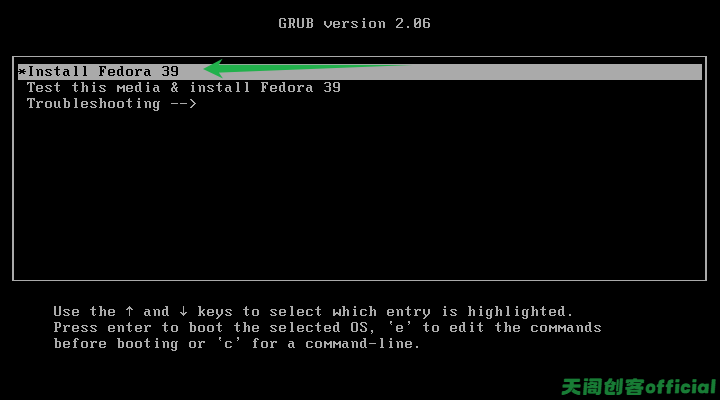 GRUB version 2.06
*Install Fedora 39
Test this media & install Fedora 39
Troubleshooting -->
Use the ↑ and ↓ keys to select which entry is highlighted.
Press enter to boot the selected OS, `e' to edit the commands
before booting or `c' for a command-line.
天阁创客official